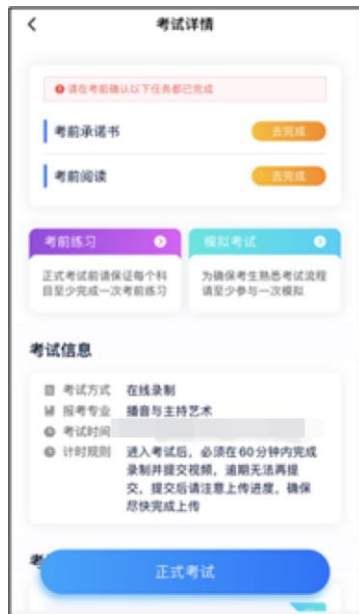 考试详情
请在考前确认以下任务都已完成
考前承诺书
去完成
考前阅读
去完成
考前练习
模拟考试
正式考试前请保证每个科
目至少完成一次考前练习
为确保考生熟悉考试流程
请至少参与一次模拟
考试信息
考试方式 在线录制
报考专业 播音与主持艺术
考试时间
计时规则 进入考试后，必须在60分钟内完成
录制并提交视频，逾期无法再提
交，提交后请注意上传进度，确保
尽快完成上传
正式考试